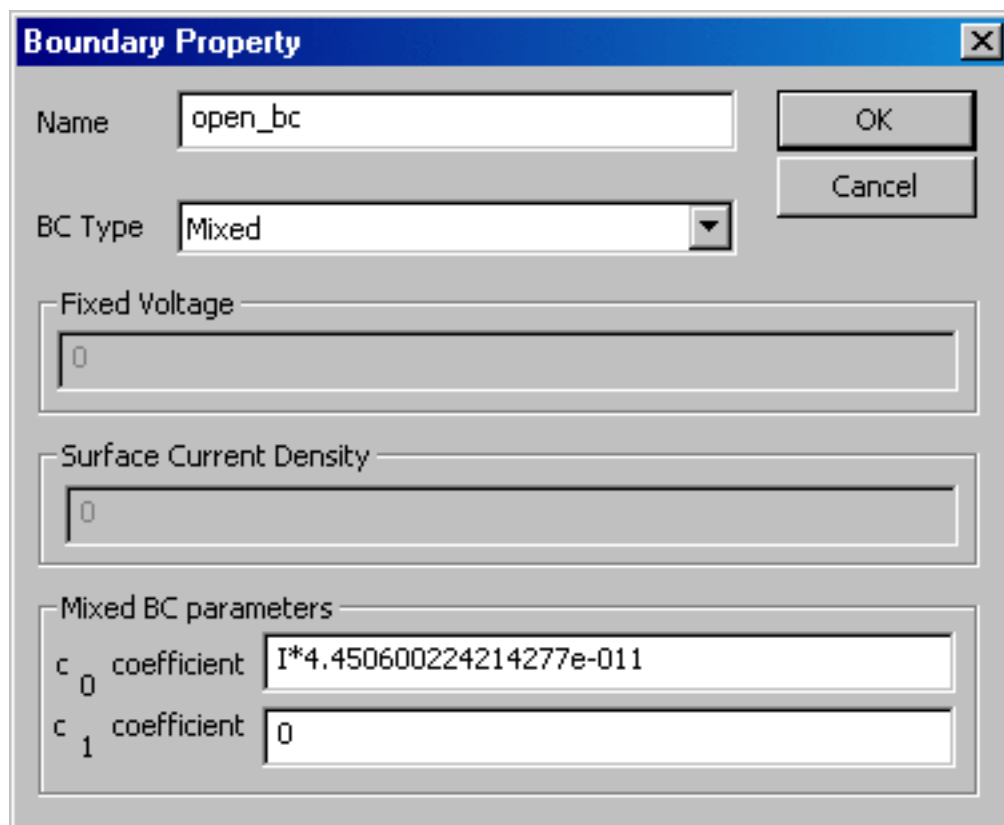 Boundary Property
Name open_bc OK
Cancel
BC Type Mixed
Fixed Voltage
0
Surface Current Density
0
Mixed BC parameters
c 0 coefficient I*4.450600224214277e-011
c 1 coefficient 0